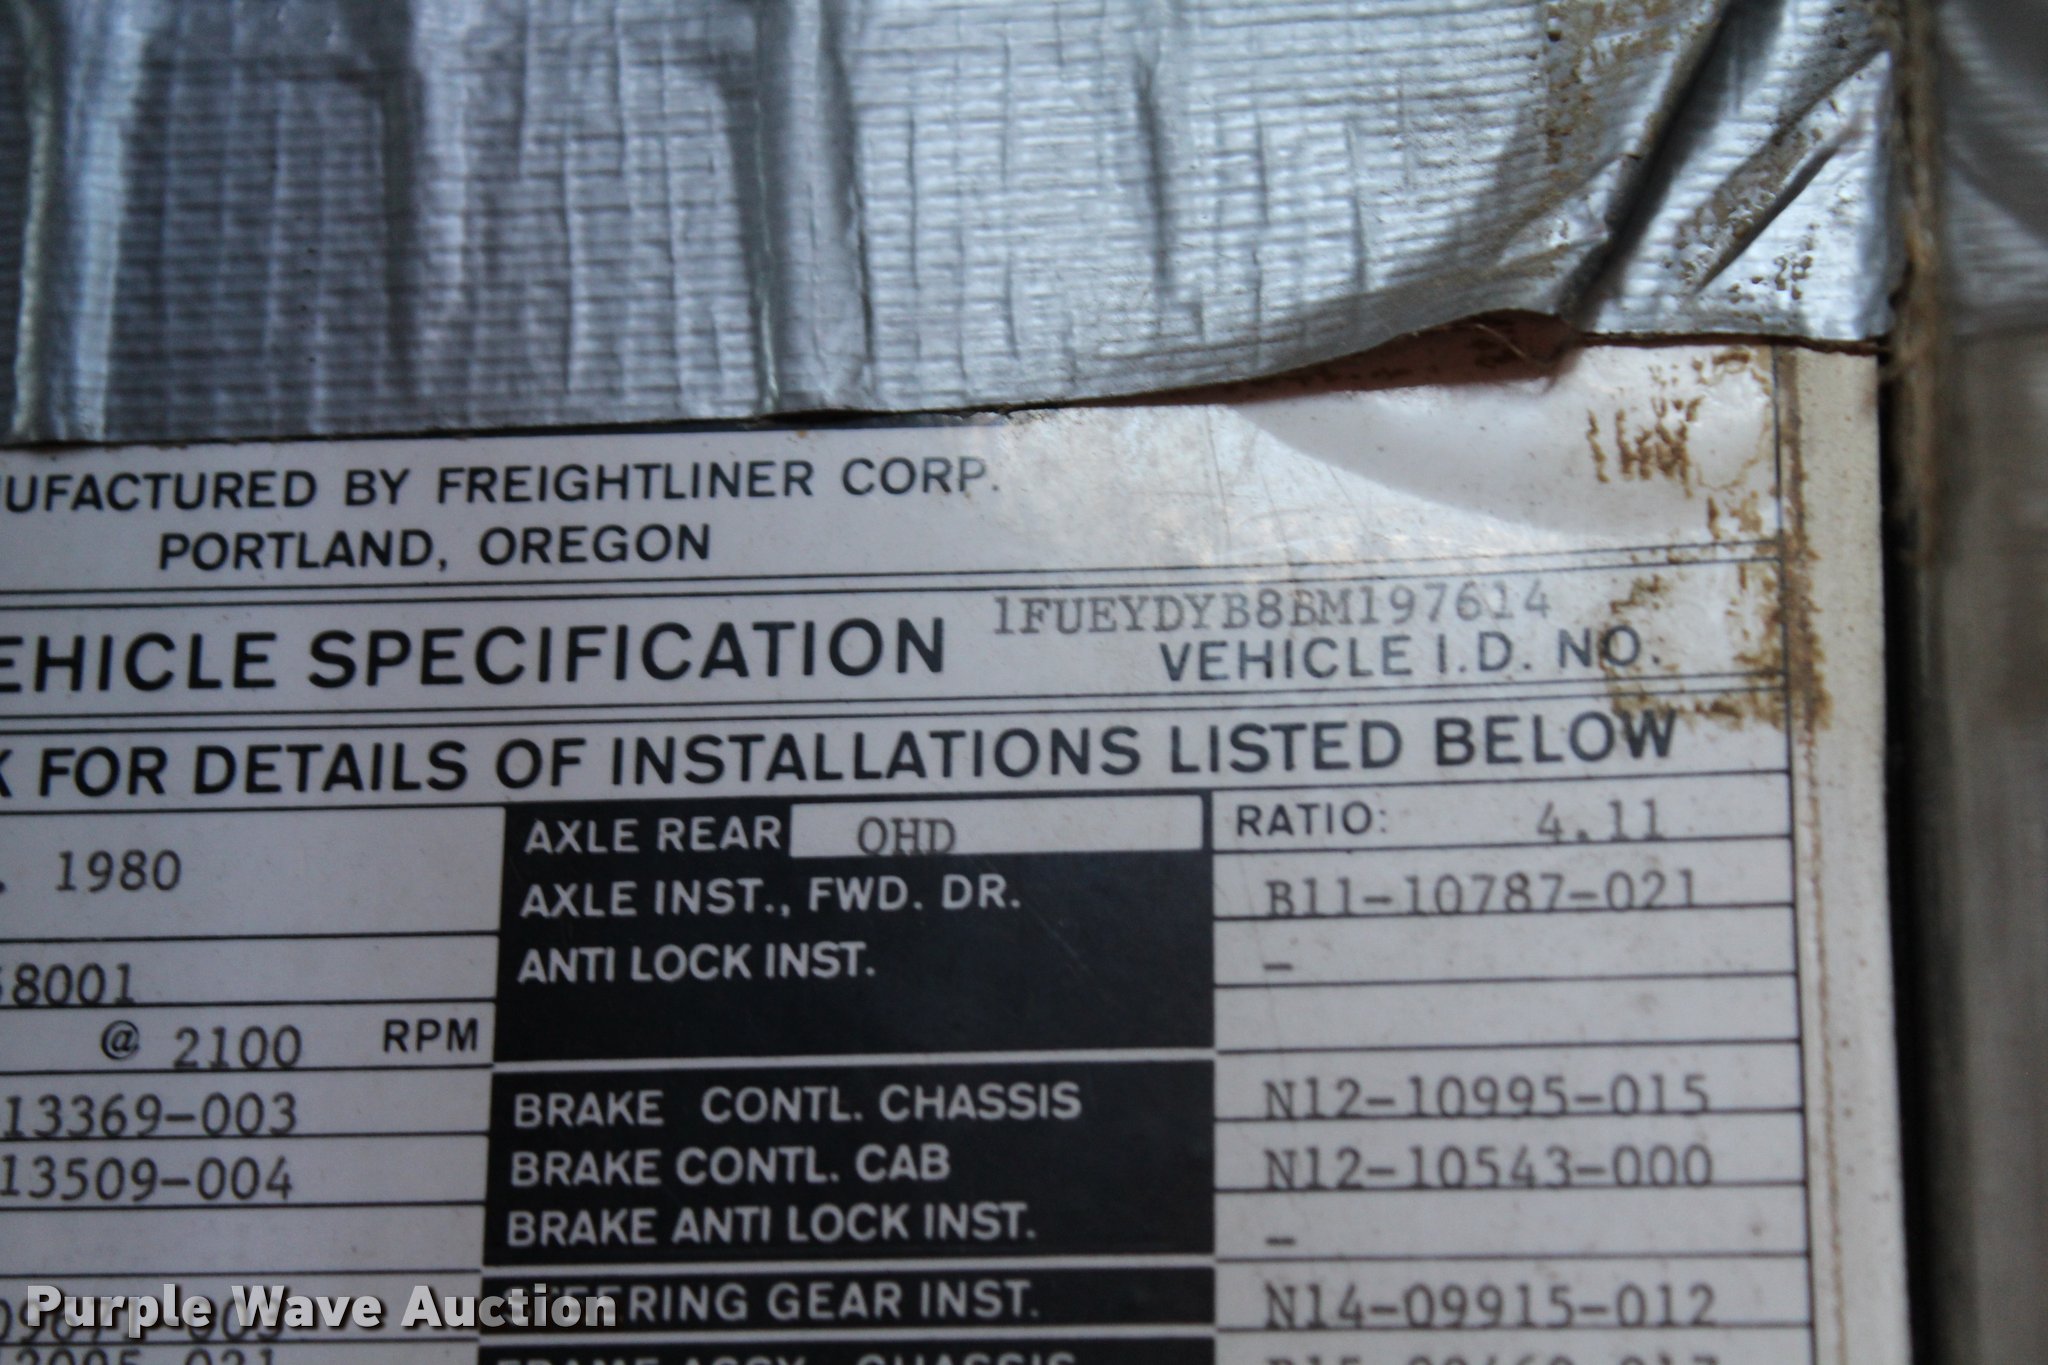 UFACTURED BY FREIGHTLINER CORP.
PORTLAND, OREGON
EHICLE SPECIFICATION
1FUEYDYB8BM197614
VEHICLE I.D. NO.
K FOR DETAILS OF INSTALLATIONS LISTED BELOW
AXLE REAR QHD RATIO: 4.11
. 1980
AXLE INST., FWD. DR. B11-10787-021
8001 ANTI LOCK INST. –
@ 2100 RPM
13369-003 BRAKE CONTL. CHASSIS N12-10995-015
13509-004 BRAKE CONTL. CAB N12-10543-000
BRAKE ANTI LOCK INST. –
ERING GEAR INST. N14-09915-012
Purple Wave Auction